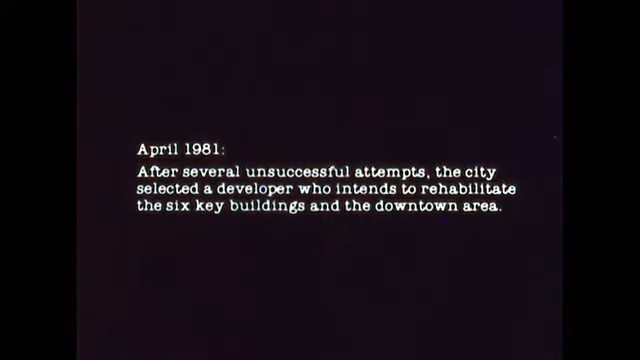 April 1981:
After several unsuccessful attempts, the city
selected a developer who intends to rehabilitate
the six key buildings and the downtown area.